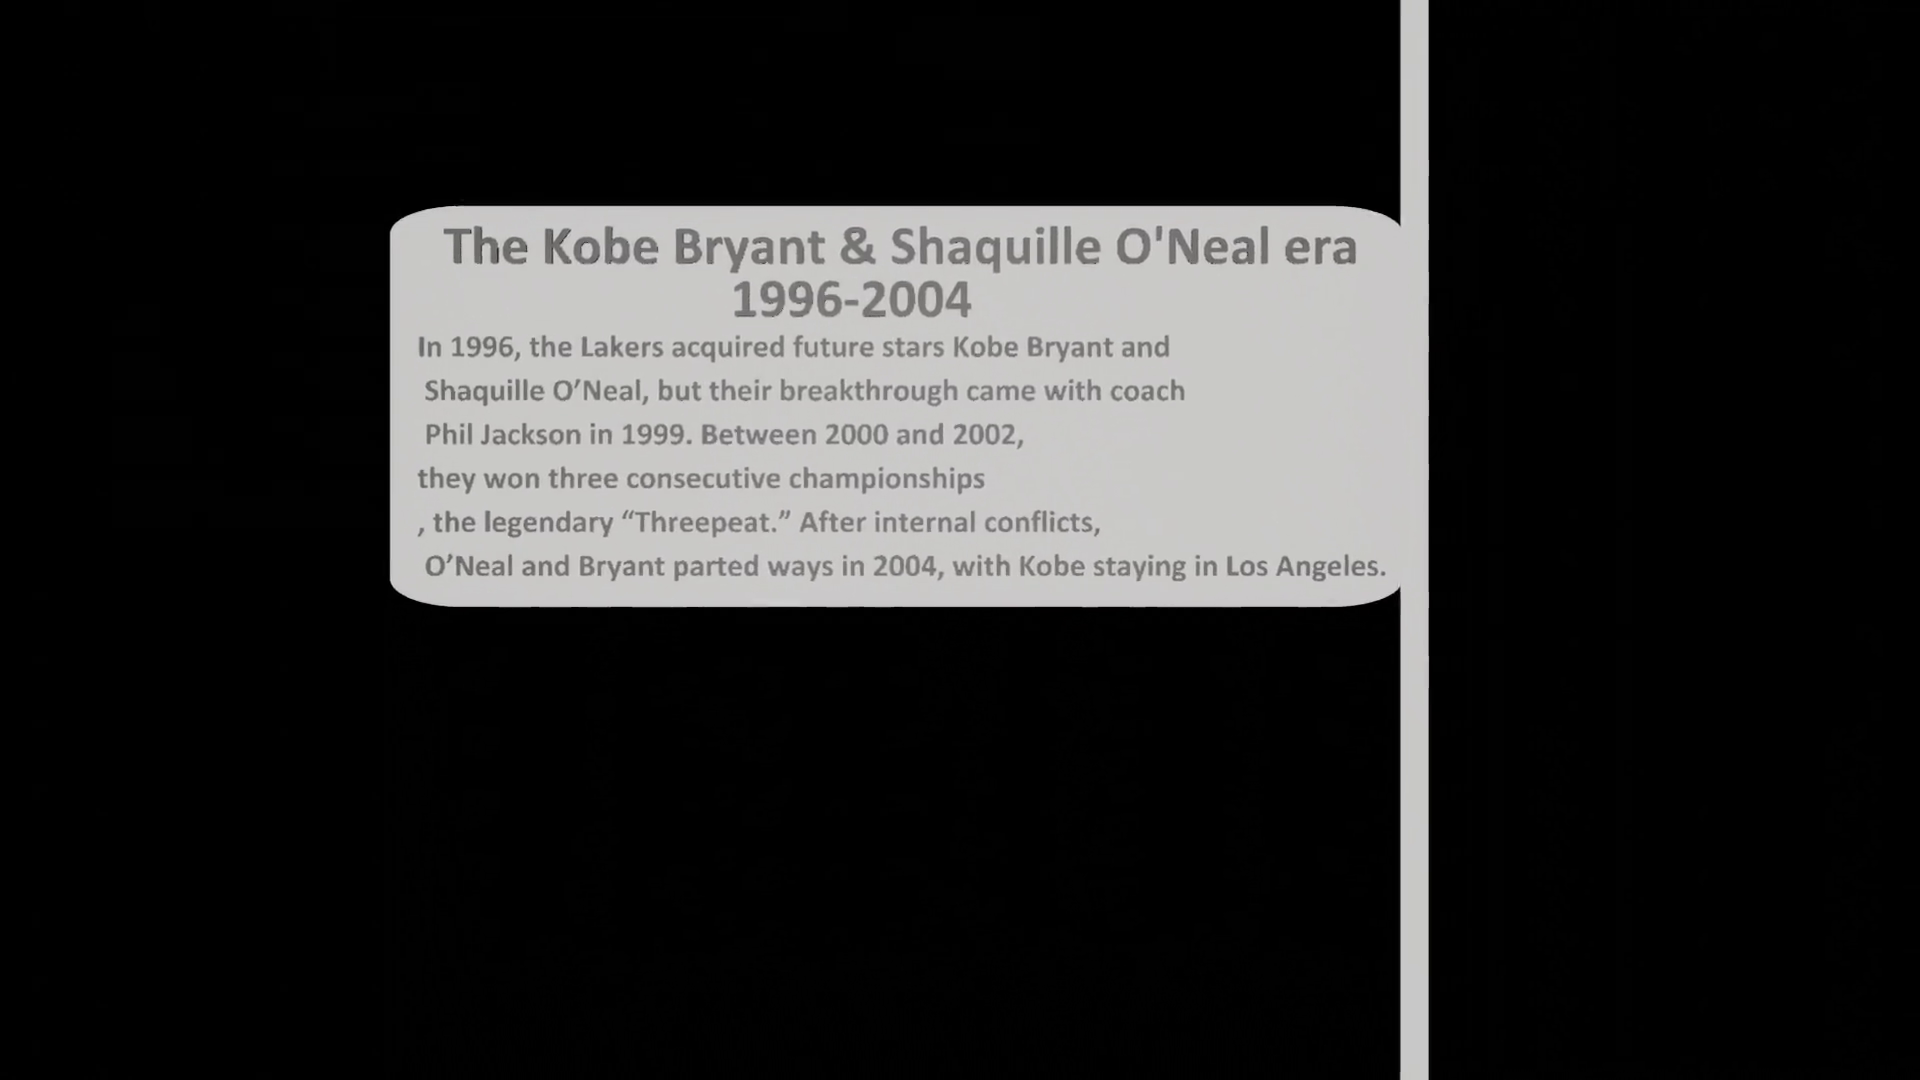 The Kobe Bryant & Shaquille O'Neal era
1996-2004
In 1996, the Lakers acquired future stars Kobe Bryant and
Shaquille O’Neal, but their breakthrough came with coach
Phil Jackson in 1999. Between 2000 and 2002,
they won three consecutive championships
, the legendary “Threepeat.” After internal conflicts,
O’Neal and Bryant parted ways in 2004, with Kobe staying in Los Angeles.